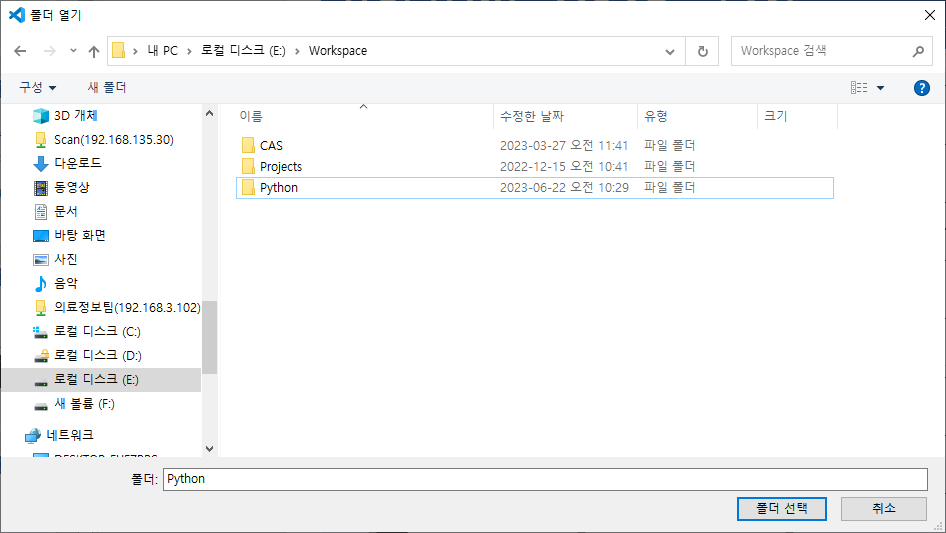 폴더 열기
내 PC > 로컬 디스크 (E:) > Workspace
Workspace 검색
구성
새 폴더
3D 개체
Scan(192.168.135.30)
다운로드
동영상
문서
바탕 화면
사진
음악
의료정보팀(192.168.3.102)
로컬 디스크 (C:)
로컬 디스크 (D:)
로컬 디스크 (E:)
새 볼륨 (F:)
네트워크
이름 수정한 날짜 유형 크기
CAS 2023-03-27 오전 11:41 파일 폴더
Projects 2022-12-15 오전 10:41 파일 폴더
Python 2023-06-22 오전 10:29 파일 폴더
폴더: Python
폴더 선택 취소